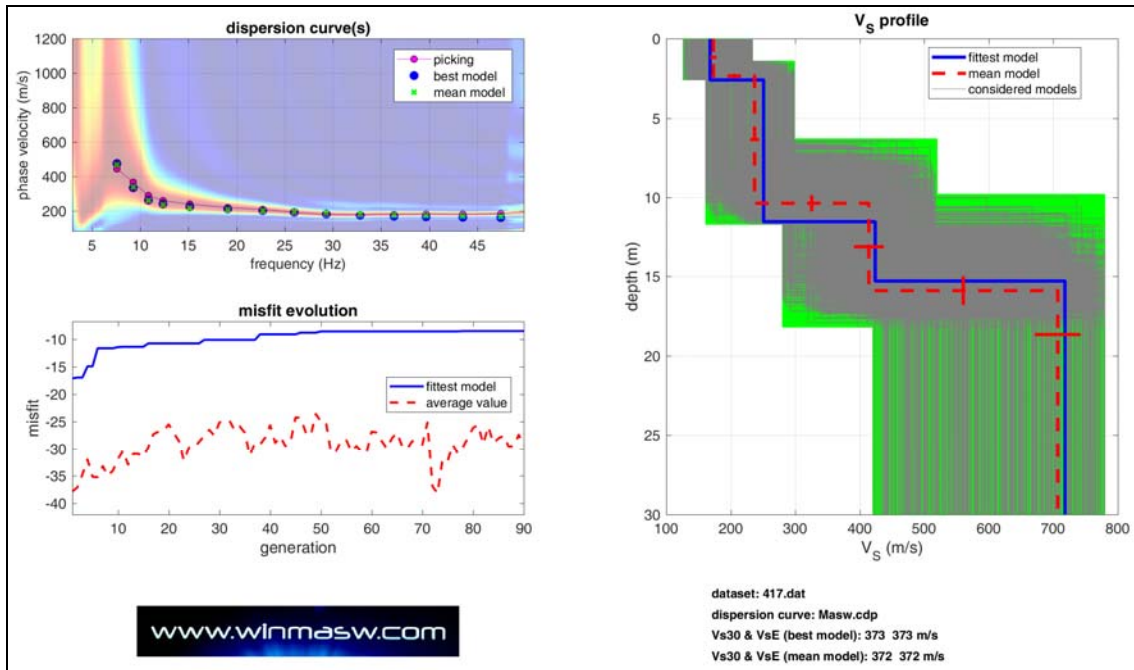 dispersion curve(s)
1200
1000
800
600
400
200
phase velocity (m/s)
picking
best model
mean model
5 10 15 20 25 30 35 40 45
frequency (Hz)
misfit evolution
-10
-15
-20
-25
-30
-35
-40
misfit
fittest model
average value
10 20 30 40 50 60 70 80 90
generation
www.winmasw.com
VS profile
0
5
10
15
20
25
30
depth (m)
fittest model
mean model
considered models
100 200 300 400 500 600 700 800
VS (m/s)
dataset: 417.dat
dispersion curve: Masw.cdp
Vs30 & VsE (best model): 373 373 m/s
Vs30 & VsE (mean model): 372 372 m/s